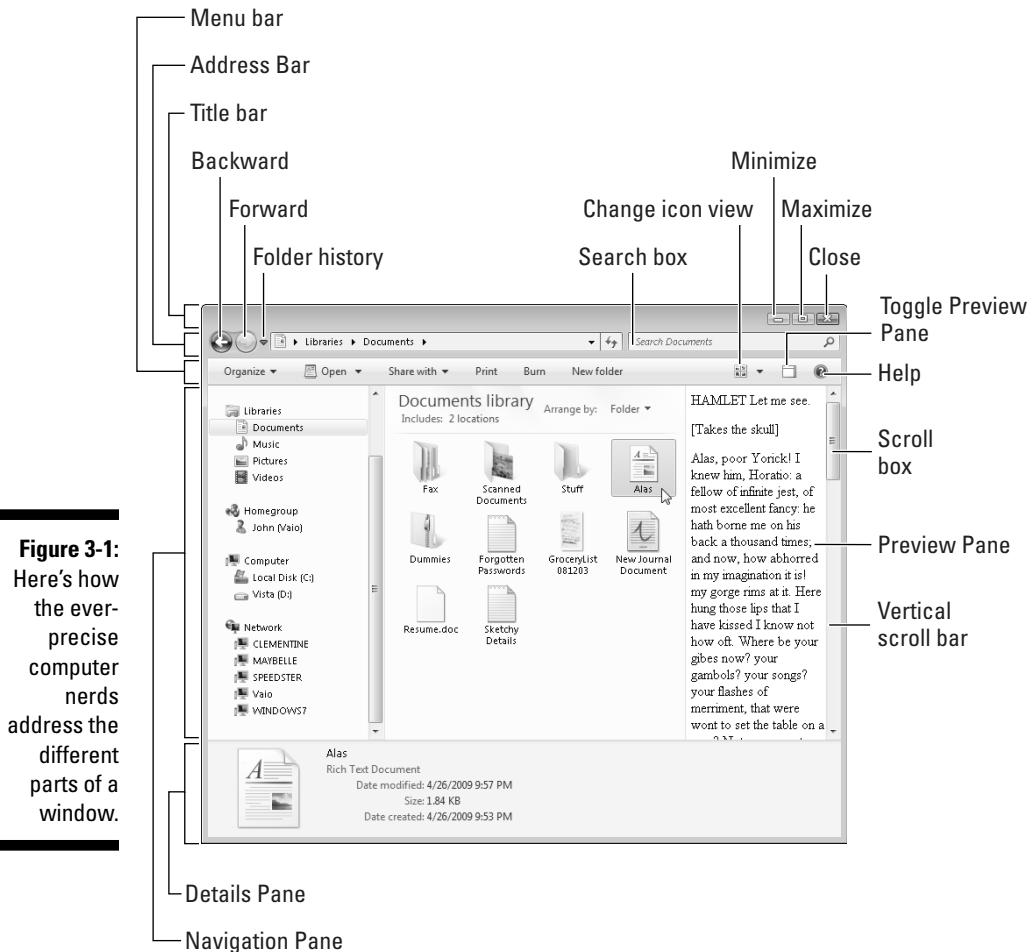 Menu bar
Address Bar
Title bar
Backward
Minimize
Forward
Change icon view
Maximize
Folder history
Search box
Close
Toggle Preview
Pane
Libraries
Documents
Search Documents
Organize
Open
Share with
Print
Burn
New folder
Help
Libraries
Documents
Music
Pictures
Videos
Homegroup
John (Vaio)
Computer
Local Disk (C:)
Vista (D:)
Network
CLEMENTINE
MAYBELLE
SPEEDSTER
Vaio
WINDOWS7
Documents library
Includes: 2 locations
Arrange by: Folder
Fax
Scanned
Documents
Stuff
Alas
Dummies
Forgotten
Passwords
GroceryList
081203
New Journal
Document
Resume.doc
Sketchy
Details
HAMLET Let me see.
[Takes the skull]
Alas, poor Yorick! I
knew him, Horatio: a
fellow of infinite jest, of
most excellent fancy: he
hath borne me on his
back a thousand times;
and now, how abhorred
in my imagination it is!
my gorge rims at it. Here
hung those lips that I
have kissed I know not
how oft. Where be your
gibes now? your
gambols? your songs?
your flashes of
merriment, that were
wont to set the table on a
Scroll
box
Preview Pane
Vertical
scroll bar
Figure 3-1:
Here's how
the ever-
precise
computer
nerds
address the
different
parts of a
window.
Alas
Rich Text Document
Date modified: 4/26/2009 9:57 PM
Size: 1.84 KB
Date created: 4/26/2009 9:53 PM
Details Pane
Navigation Pane